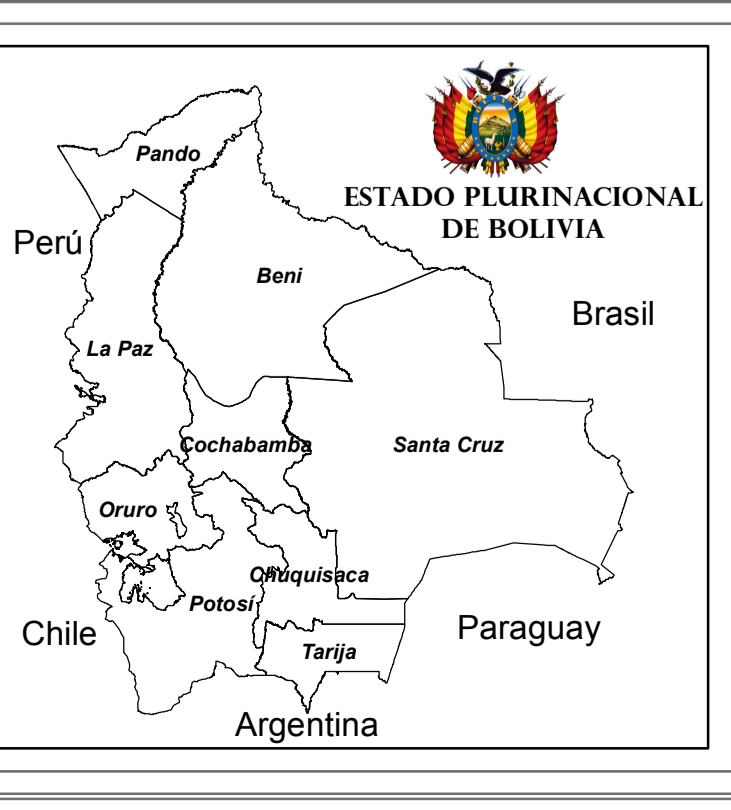 Pando
ESTADO PLURINACIONAL
DE BOLIVIA
Perú
Beni
Brasil
La Paz
Cochabamba
Santa Cruz
Oruro
Chuquisaca
Potosí
Chile
Paraguay
Tarija
Argentina